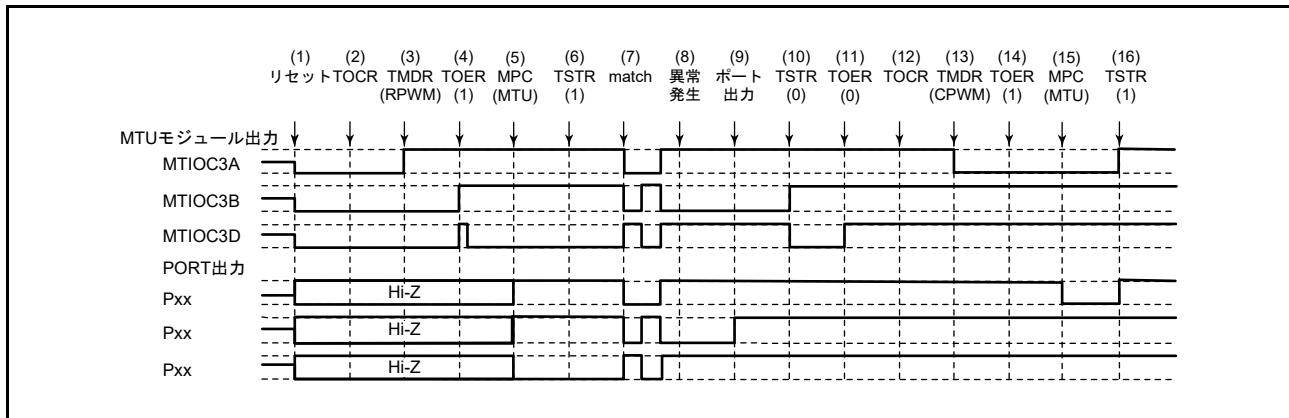 (1) (2) (3) (4) (5) (6) (7) (8) (9) (10) (11) (12) (13) (14) (15) (16)
リセット TOCR TMDR TOER MPC TSTR match 異常 ポート TSTR TOER TOCR TMDR TOER MPC TSTR
(RPWM) (1) (MTU) (1) 発生 出力 (0) (0) (CPWM) (1) (MTU) (1)
MTUモジュール出力
MTIOC3A
MTIOC3B
MTIOC3D
PORT出力
Pxx Hi-Z
Pxx Hi-Z
Pxx Hi-Z